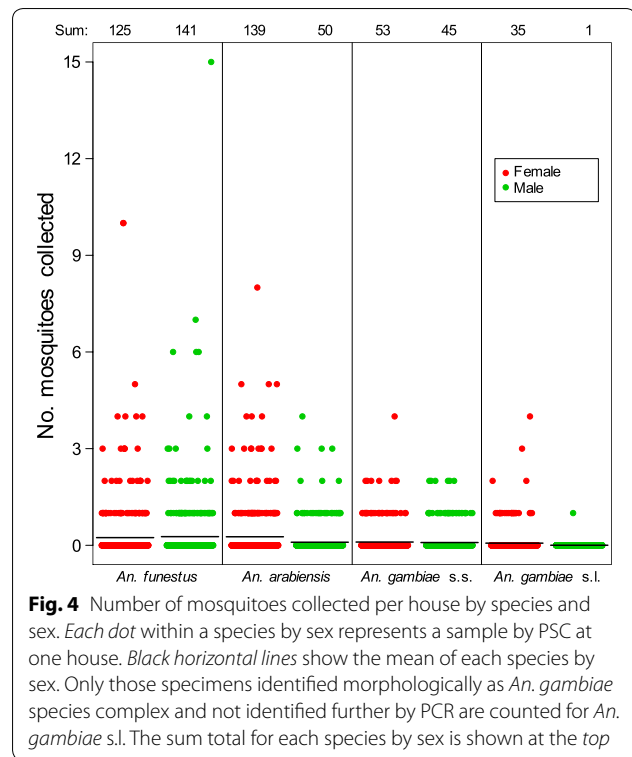 Sum: 125 141 139 50 53 45 35 1
15
12
9
6
3
0
No. mosquitoes collected
Female
Male
An. funestus An. arabiensis An. gambiae s.s. An. gambiae s.l.
Fig. 4 Number of mosquitoes collected per house by species and
sex. Each dot within a species by sex represents a sample by PSC at
one house. Black horizontal lines show the mean of each species by
sex. Only those specimens identified morphologically as An. gambiae
species complex and not identified further by PCR are counted for An.
gambiae s.l. The sum total for each species by sex is shown at the top